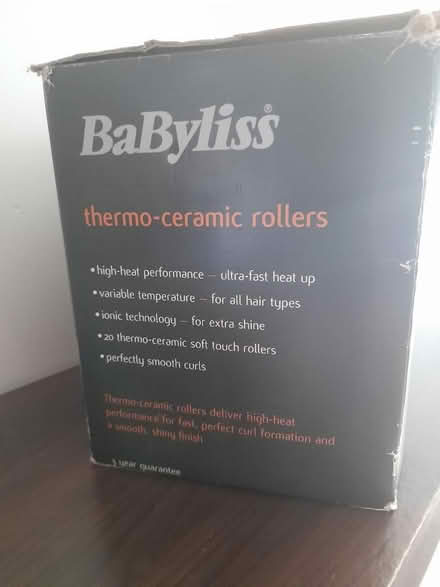 BaByliss®
thermo-ceramic rollers
• high-heat performance – ultra-fast heat up
• variable temperature – for all hair types
• ionic technology – for extra shine
• 20 thermo-ceramic soft touch rollers
• perfectly smooth curls
Thermo-ceramic rollers deliver high-heat
performance for fast, perfect curl formation and
a smooth, shiny finish
year guarantee